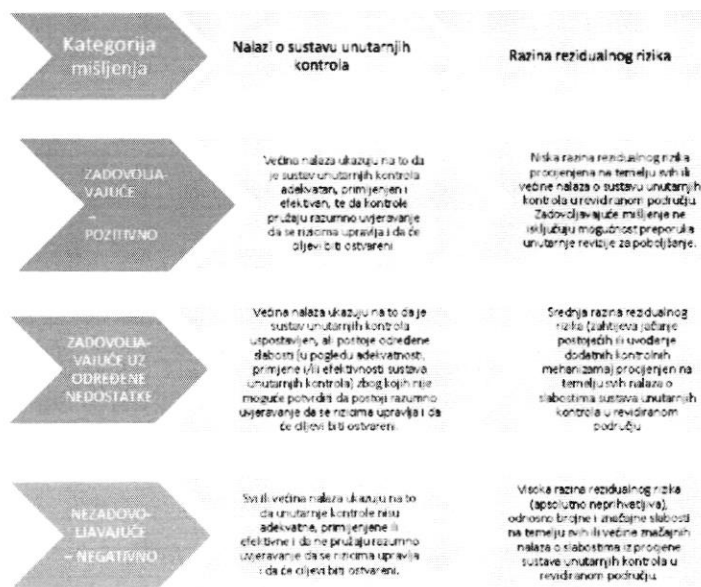 Kategorija
mišljenja
Nalazi o sustavu unutarnjih
kontrola
Razina rezidualnog rizika
ZADOVOLJA-
VAJUĆE
–
POZITIVNO
Većina nalaza ukazuju na to da
je sustav unutarnjih kontrola
adekvatan, primijenjen i
efektivan, te da kontrole
pružaju razumno uvjeravanje
da se rizicima upravlja i da će
ciljevi biti ostvareni
Niska razina rezidualnog rizika
procijenjena na temelju svih ili
većine nalaza o sustavu unutarnjih
kontrola u revidiranom području.
Zadovoljavajuće mišljenje ne
isključuju mogućnost preporuka
unutarnje revizije za poboljšanje.
ZADOVOLJA-
VAJUĆE UZ
ODREĐENE
NEDOSTATKE
Većina nalaza ukazuju na to da je
sustav unutarnjih kontrola
uspostavljen, ali postoje određene
slabosti (u pogledu adekvatnosti,
primjene i/ili efektivnosti sustava
unutarnjih kontrola) zbog kojih nije
moguće potvrditi da postoji razumno
uvjeravanje da se rizicima upravlja i da
će ciljevi biti ostvareni.
Srednja razina rezidualnog
rizika (zahtijeva jačanje
postojećih ili uvođenje
dodatnih kontrolnih
mehanizama) procijenjen na
temelju svih nalaza o
slabostima sustava unutarnjih
kontrola u revidiranom
području
NEZADOVO-
LJAVAJUĆE
– NEGATIVNO
Svi ili većina nalaza ukazuju na to
da unutarnje kontrole nisu
adekvatne, primijenjene ili
efektivne i da ne pružaju razumno
uvjeravanje da se rizicima upravlja
i da će ciljevi biti ostvareni.
Visoka razina rezidualnog rizika
(apsolutno neprihvatljiva),
odnosno brojne i značajne slabosti
na temelju svih ili većine značajnih
nalaza o slabostima iz procjene
sustava unutarnjih kontrola u
revidiranom području.